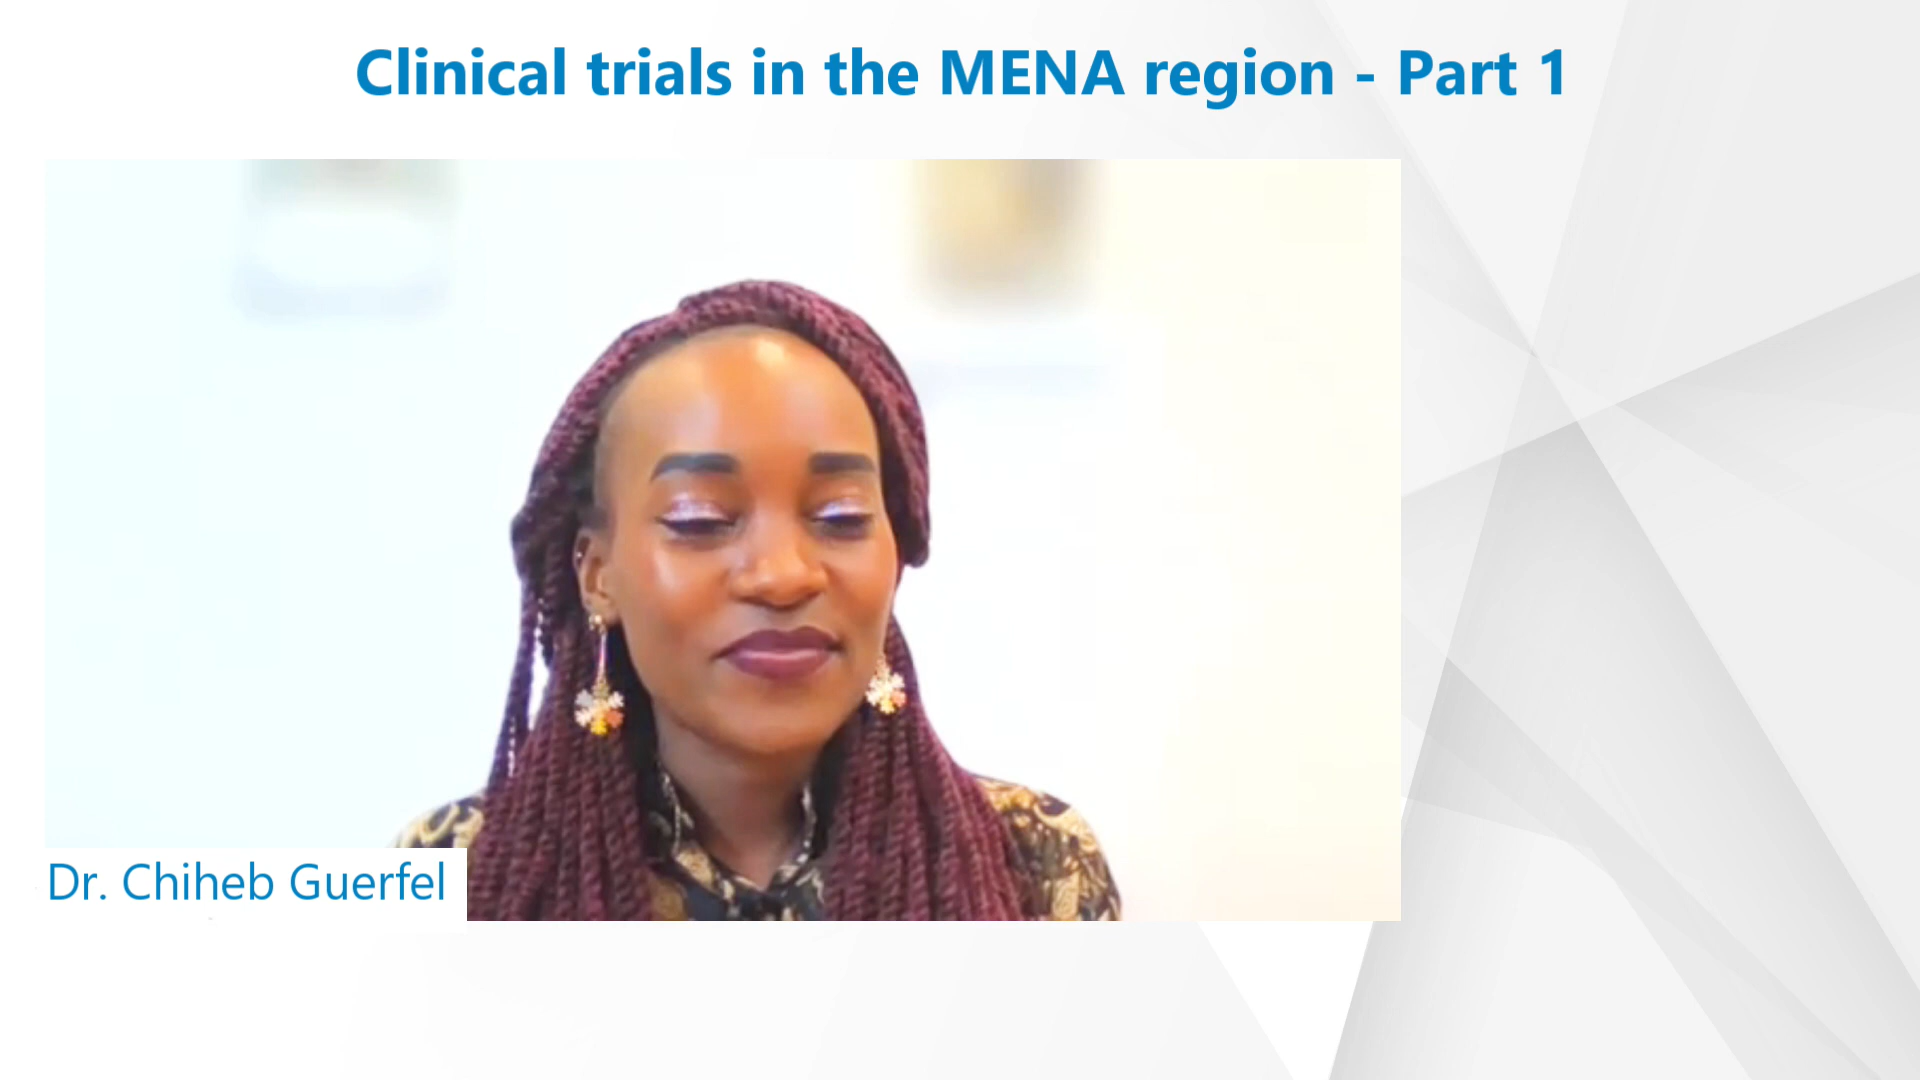 Clinical trials in the MENA region - Part 1
Dr. Chiheb Guerfel